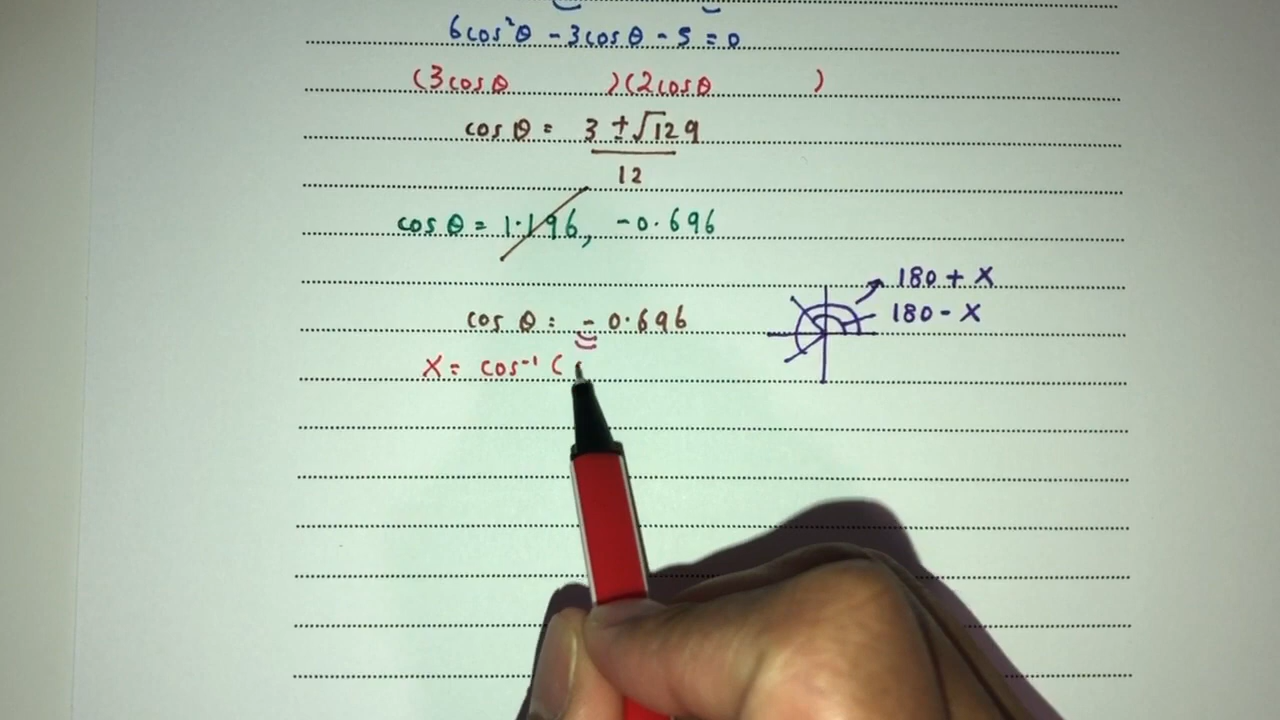 6cos²θ - 3cosθ - 5 = 0
(3cosθ )(2cosθ )
cosθ = 3 ± √129
12
cosθ = 1.196, -0.696
180 + X
180 - X
cosθ = -0.696
X = cos⁻¹ (